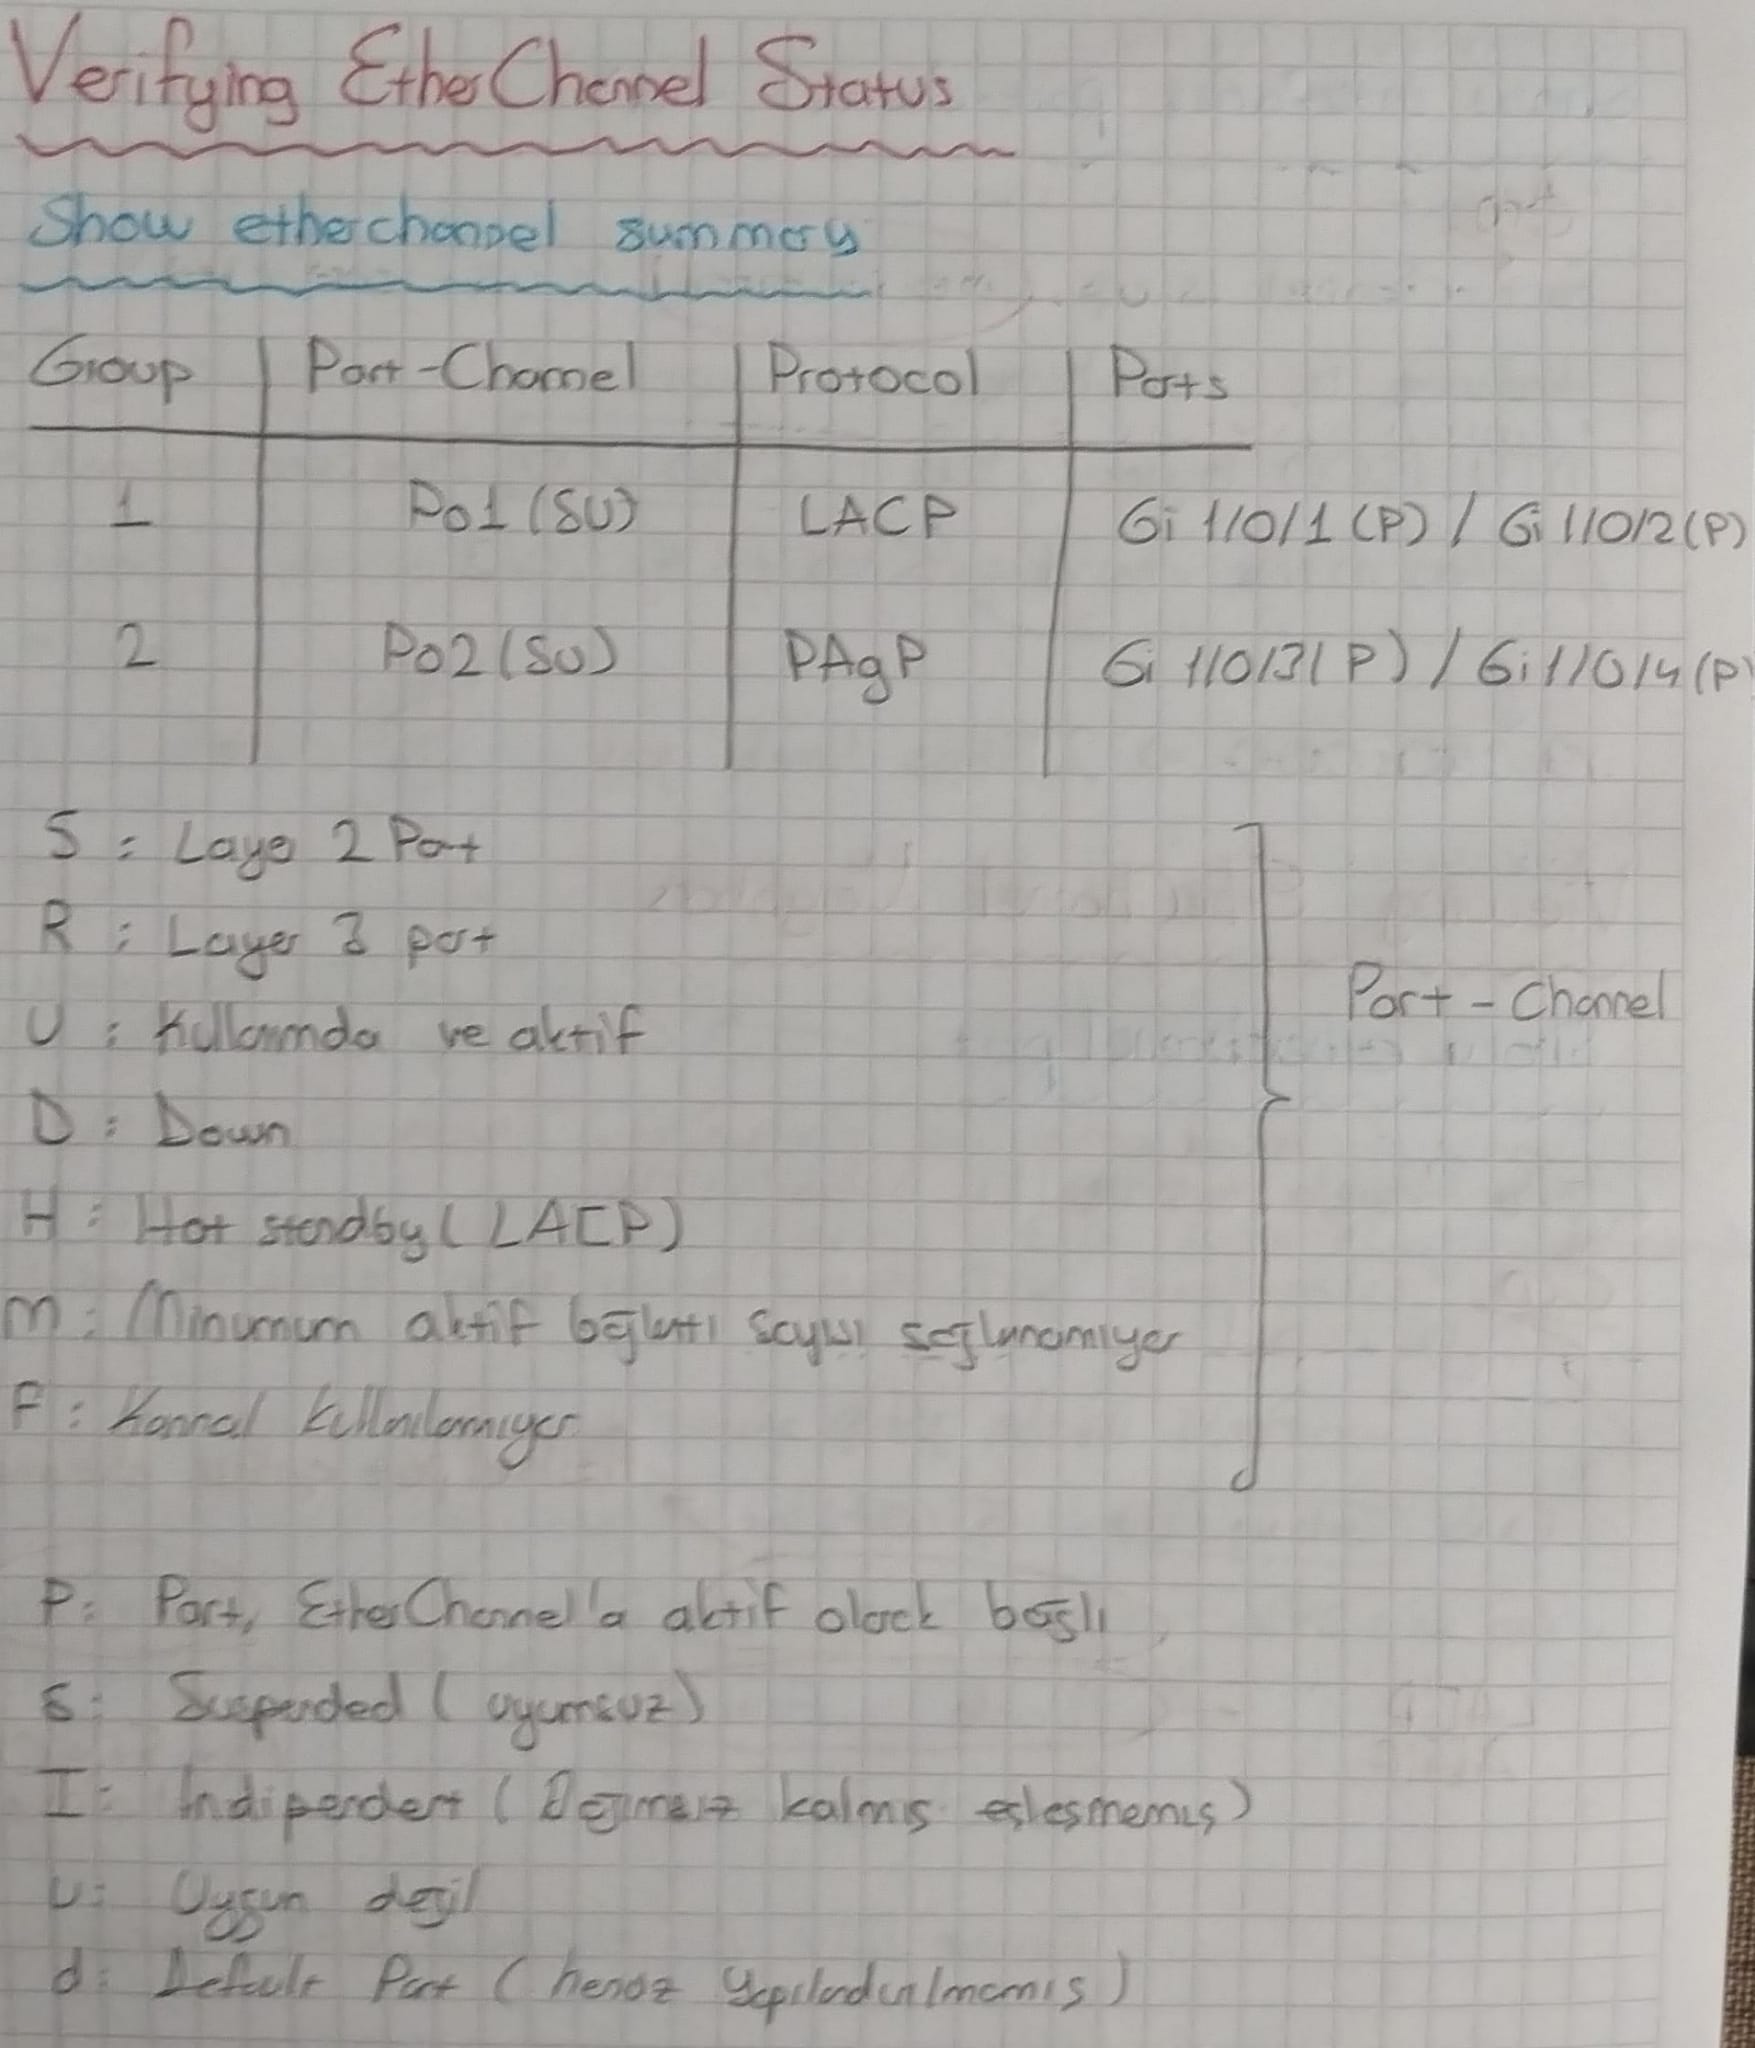 Verifying EtherChannel Status
Show etherchannel summary
Group | Port-Channel | Protocol | Ports
1 | Po1(SU) | LACP | Gi 1/0/1(P) / Gi 1/0/2(P)
2 | Po2(SU) | PAgP | Gi 1/0/3(P) / Gi 1/0/4(P)
S : Layer 2 Port
R : Layer 3 port
U : Kullanımda ve aktif
D : Down
H : Hot standby (LACP)
M : Minumum aktif bağlantı sayısı sağlanamıyor
F : Kannal kullanılamıyor
Port-Channel
P: Port, EtherChannel'a aktif olarak bağlı
s: Suspended (uyumsuz)
I: Indipendent (Bağımsız kalmış eşleşmemiş)
u: Uygun değil
d: Default Port (henüz yapılandırılmamış)